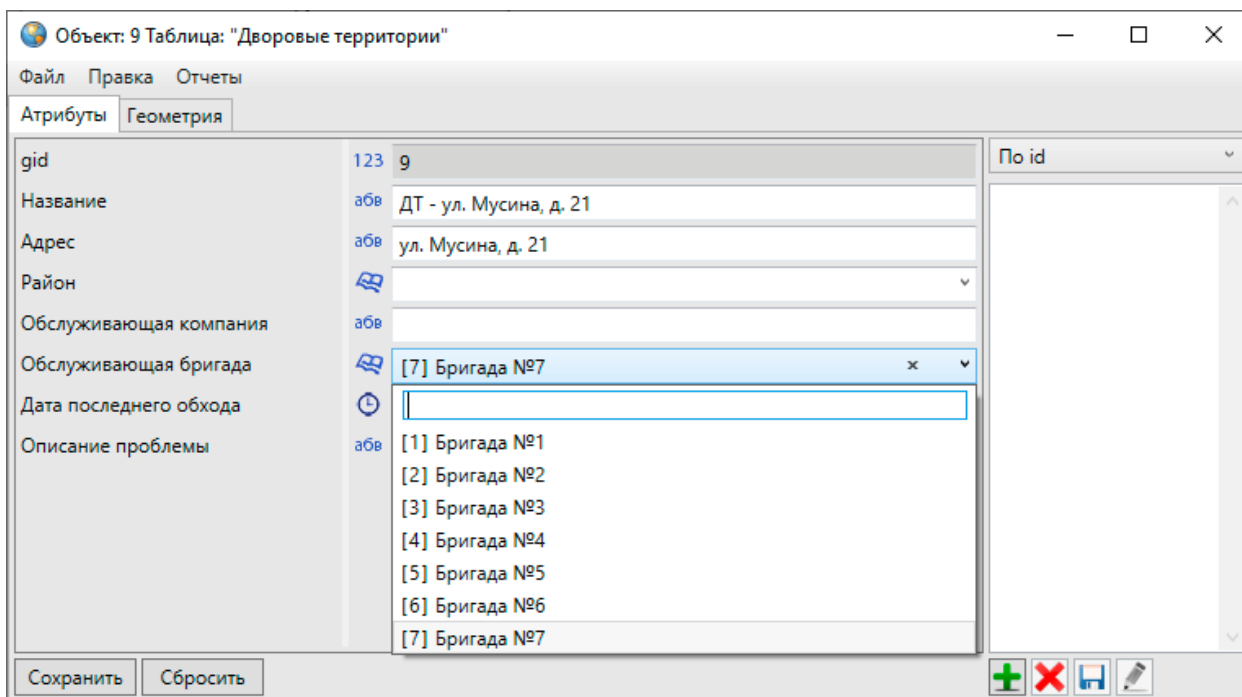 Объект: 9 Таблица: "Дворовые территории"
Файл Правка Отчеты
Атрибуты Геометрия
gid 123 9 По id
Название абв ДТ - ул. Мусина, д. 21
Адрес абв ул. Мусина, д. 21
Район
Обслуживающая компания абв
Обслуживающая бригада [7] Бригада №7
Дата последнего обхода
Описание проблемы абв
[1] Бригада №1
[2] Бригада №2
[3] Бригада №3
[4] Бригада №4
[5] Бригада №5
[6] Бригада №6
[7] Бригада №7
Сохранить Сбросить